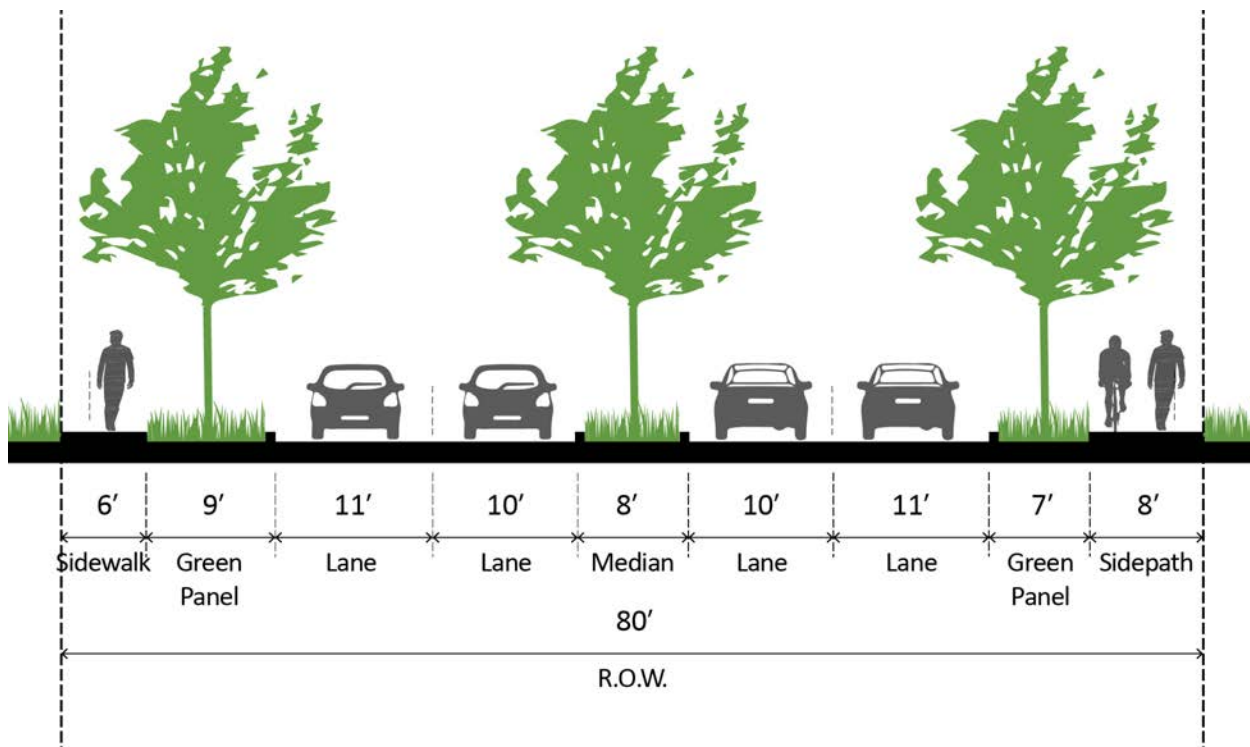 6′ 9′ 11′ 10′ 8′ 10′ 11′ 7′ 8′
Sidewalk Green Lane Lane Median Lane Lane Green Sidepath
Panel Panel
80′
R.O.W.